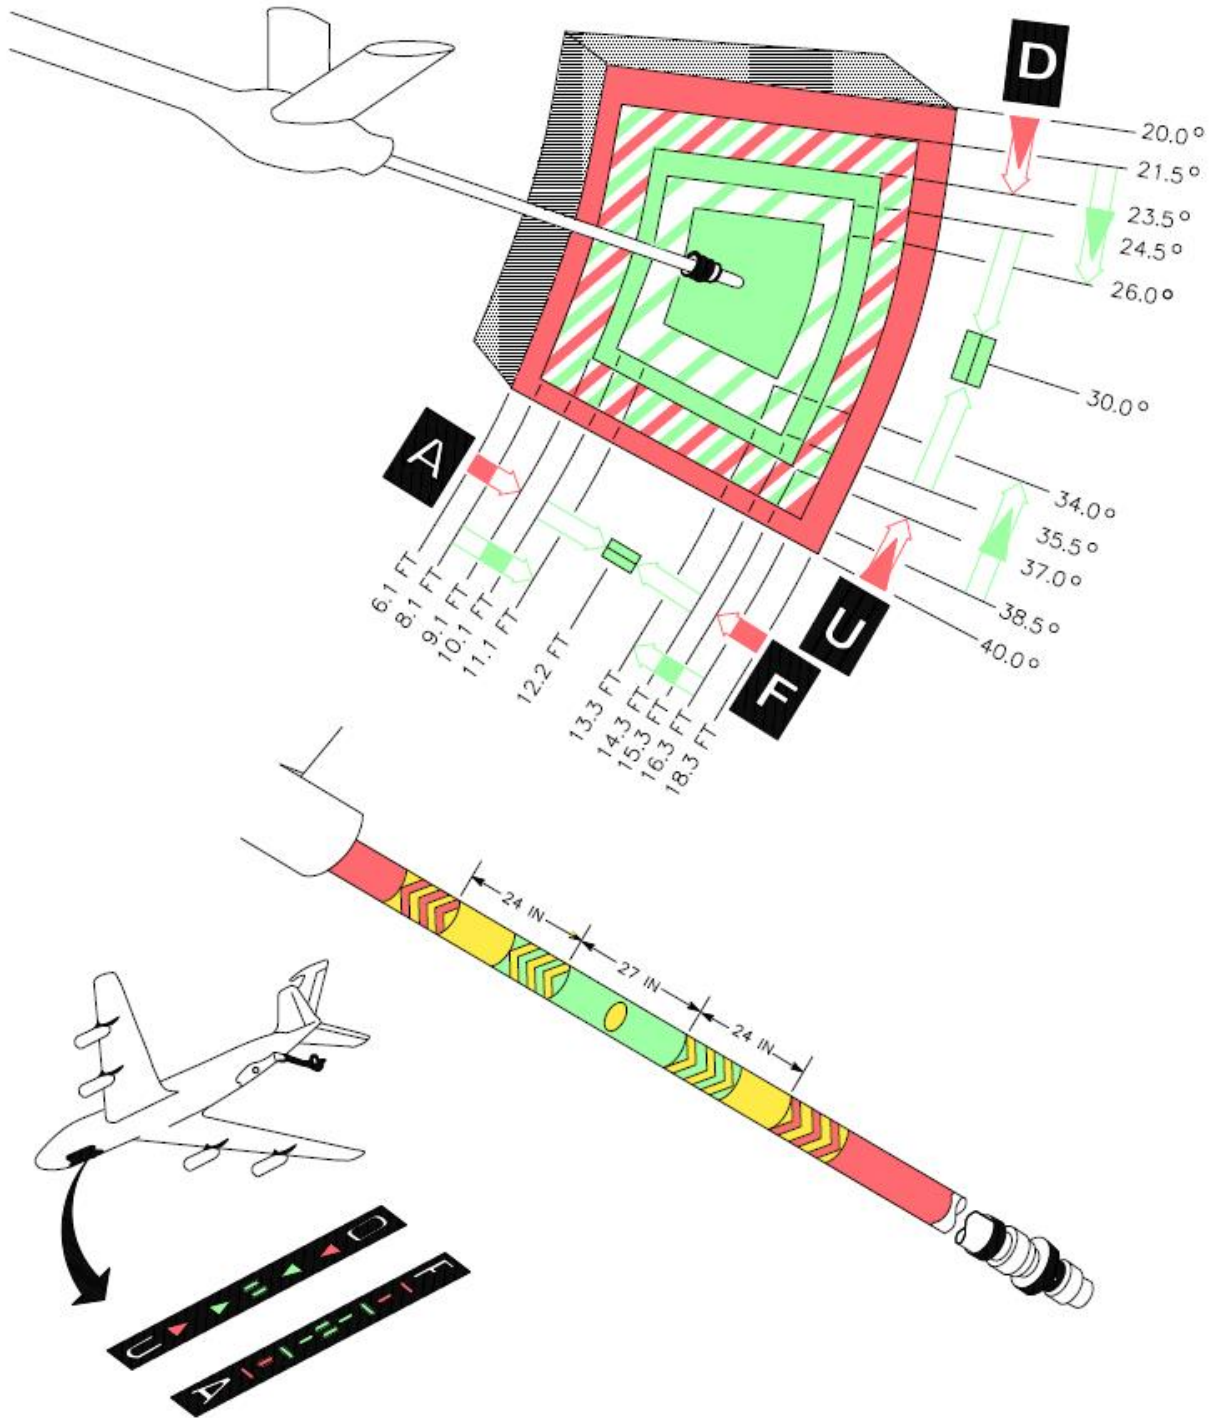 D
20.0°
21.5°
23.5°
24.5°
26.0°
30.0°
34.0°
35.5°
37.0°
38.5°
40.0°
A
U
F
6.1 FT
8.1 FT
9.1 FT
10.1 FT
11.1 FT
12.2 FT
13.3 FT
14.3 FT
15.3 FT
16.3 FT
18.3 FT
24 IN
27 IN
24 IN
U D
A F